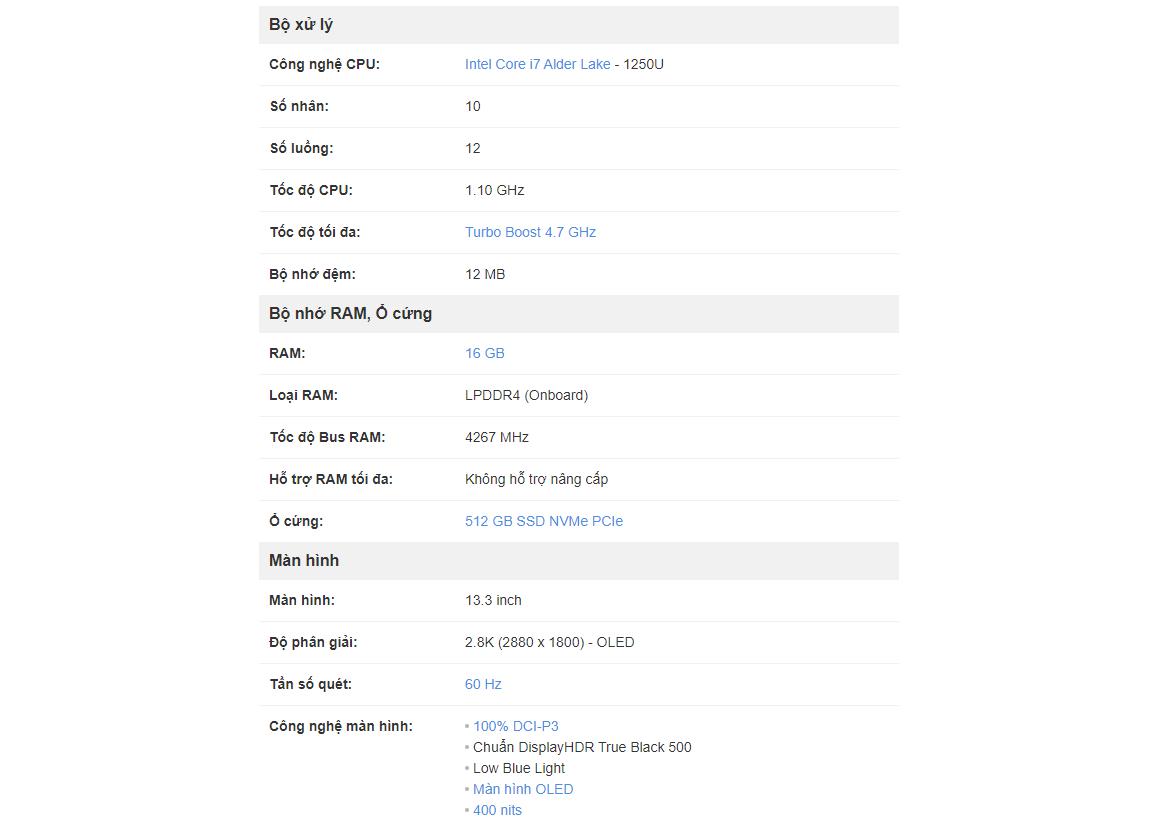 Bộ xử lý
Công nghệ CPU: Intel Core i7 Alder Lake - 1250U
Số nhân: 10
Số luồng: 12
Tốc độ CPU: 1.10 GHz
Tốc độ tối đa: Turbo Boost 4.7 GHz
Bộ nhớ đệm: 12 MB
Bộ nhớ RAM, Ổ cứng
RAM: 16 GB
Loại RAM: LPDDR4 (Onboard)
Tốc độ Bus RAM: 4267 MHz
Hỗ trợ RAM tối đa: Không hỗ trợ nâng cấp
Ổ cứng: 512 GB SSD NVMe PCIe
Màn hình
Màn hình: 13.3 inch
Độ phân giải: 2.8K (2880 x 1800) - OLED
Tần số quét: 60 Hz
Công nghệ màn hình: • 100% DCI-P3
• Chuẩn DisplayHDR True Black 500
• Low Blue Light
• Màn hình OLED
• 400 nits